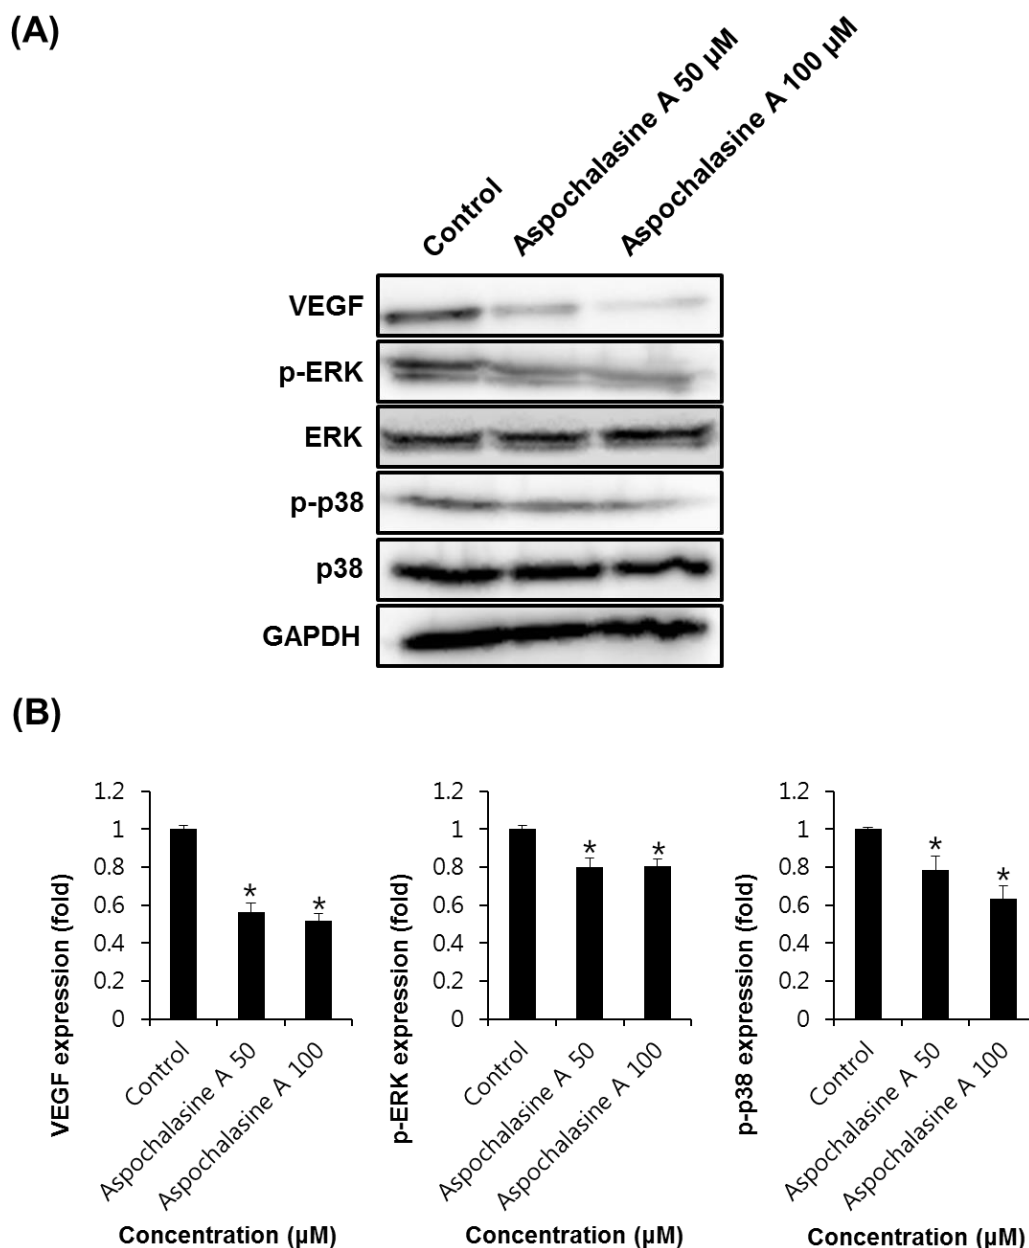 (A)
Control
Aspochalasine A 50 µM
Aspochalasine A 100 µM
VEGF
p-ERK
ERK
p-p38
p38
GAPDH
(B)
VEGF expression (fold)
1.2
1
0.8
0.6
0.4
0.2
0
*
*
Control
Aspochalasine A 50
Aspochalasine A 100
Concentration (µM)
p-ERK expression (fold)
1.2
1
0.8
0.6
0.4
0.2
0
*
*
Control
Aspochalasine A 50
Aspochalasine A 100
Concentration (µM)
p-p38 expression (fold)
1.2
1
0.8
0.6
0.4
0.2
0
*
*
Control
Aspochalasine A 50
Aspochalasine A 100
Concentration (µM)